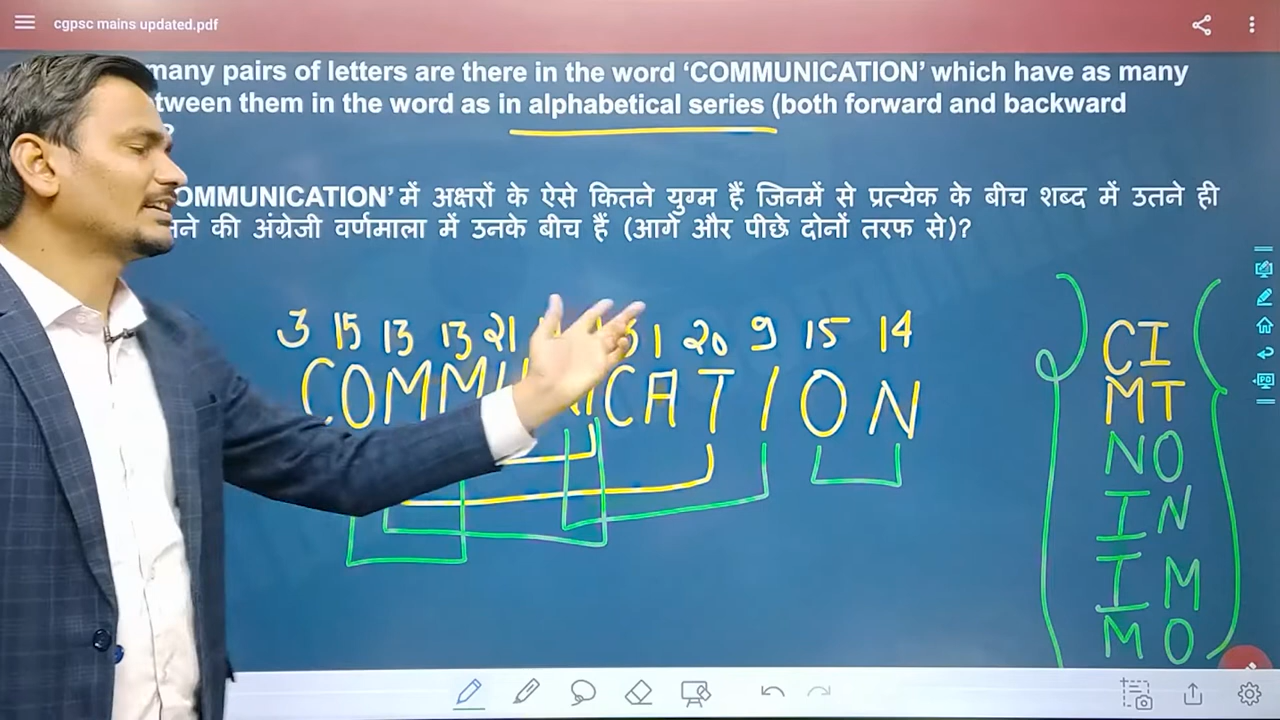 cgpsc mains updated.pdf
many pairs of letters are there in the word ‘COMMUNICATION’ which have as many
them in the word as in alphabetical series (both forward and backward
?
OMMUNICATION’ में अक्षरों के ऐसे कितने युग्म हैं जिनमें से प्रत्येक के बीच शब्द में उतने ही
की अंग्रेजी वर्णमाला में उनके बीच हैं (आगे और पीछे दोनों तरफ से)?
3 15 13 13 21 1 20 9 15 14
COMM CATION
CI
MT
NO
IN
IM
MO